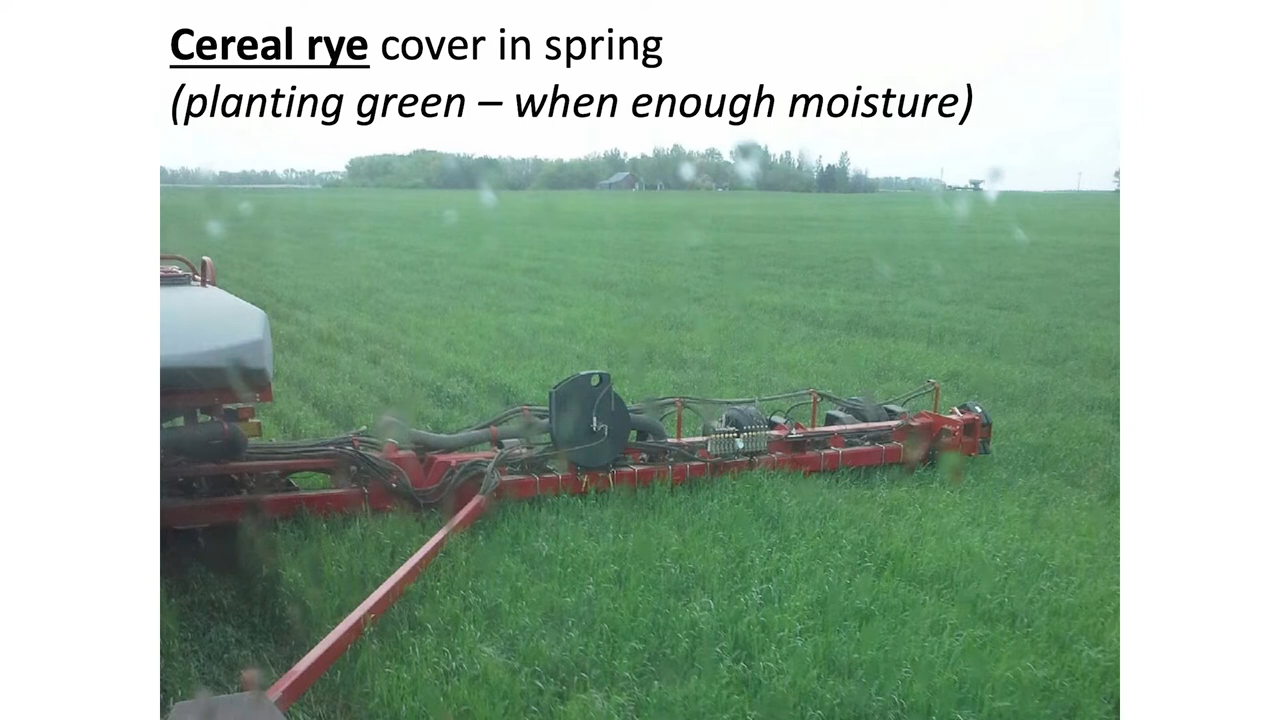 Cereal rye cover in spring
(planting green – when enough moisture)